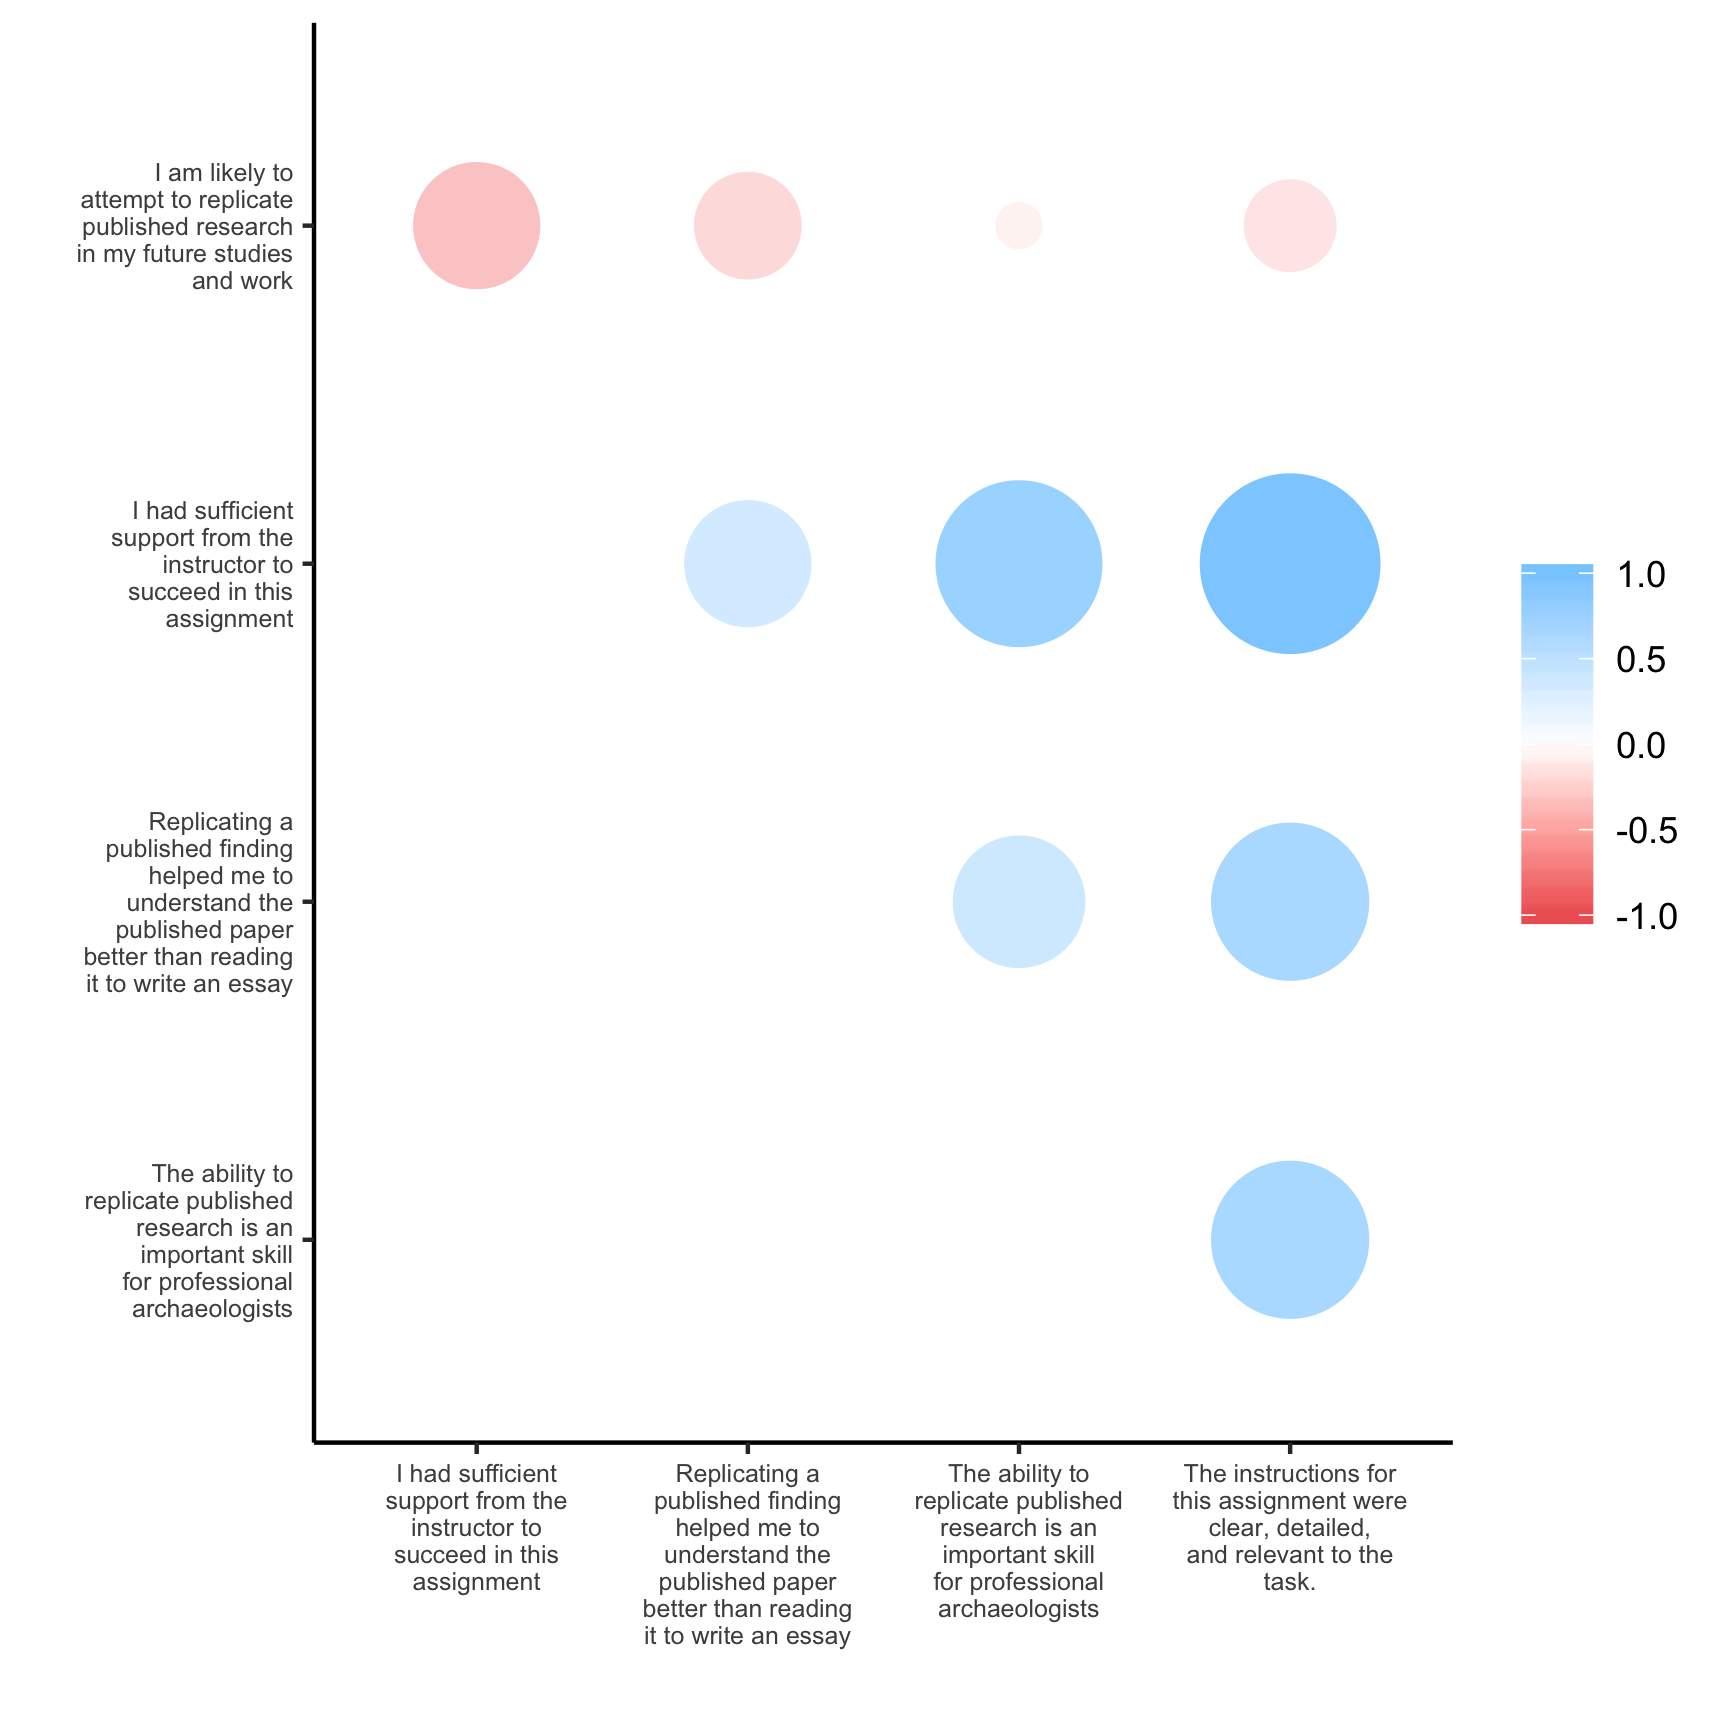 I am likely to
attempt to replicate
published research
in my future studies
and work
I had sufficient
support from the
instructor to
succeed in this
assignment
Replicating a
published finding
helped me to
understand the
published paper
better than reading
it to write an essay
The ability to
replicate published
research is an
important skill
for professional
archaeologists
I had sufficient
support from the
instructor to
succeed in this
assignment
Replicating a
published finding
helped me to
understand the
published paper
better than reading
it to write an essay
The ability to
replicate published
research is an
important skill
for professional
archaeologists
The instructions for
this assignment were
clear, detailed,
and relevant to the
task.
1.0
0.5
0.0
-0.5
-1.0